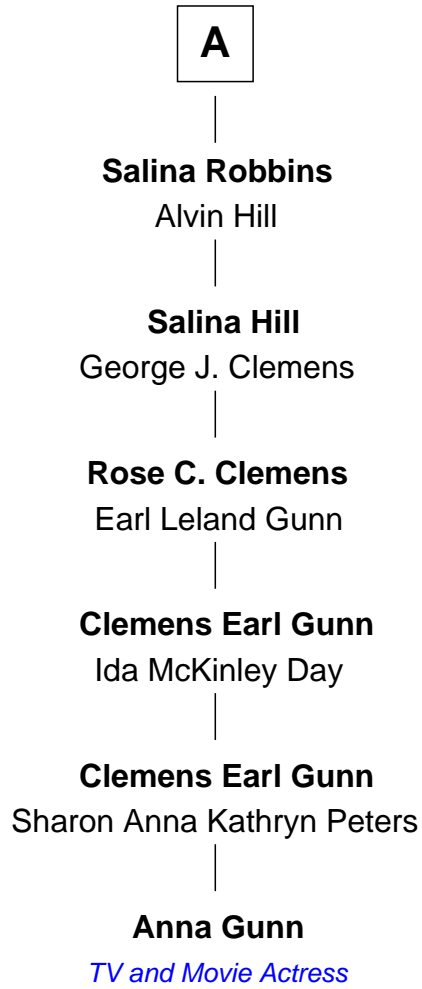 A
Salina Robbins
Alvin Hill
Salina Hill
George J. Clemens
Rose C. Clemens
Earl Leland Gunn
Clemens Earl Gunn
Ida McKinley Day
Clemens Earl Gunn
Sharon Anna Kathryn Peters
Anna Gunn
TV and Movie Actress